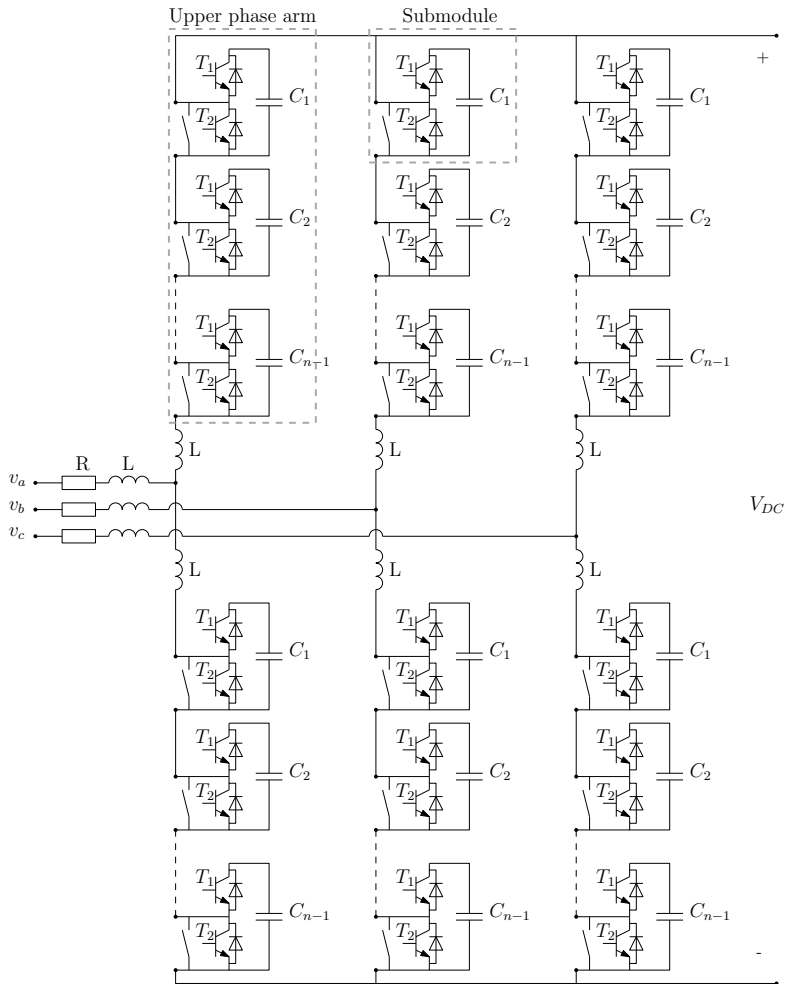 Upper phase arm Submodule
+
T₁ C₁ T₁ C₁ T₁ C₁
T₂ T₂ T₂
T₁ C₂ T₁ C₂ T₁ C₂
T₂ T₂ T₂
T₁ Cₙ₋₁ T₁ Cₙ₋₁ T₁ Cₙ₋₁
T₂ T₂ T₂
L L L
R L
vₐ
v_b V_DC
v_c
L L L
T₁ C₁ T₁ C₁ T₁ C₁
T₂ T₂ T₂
T₁ C₂ T₁ C₂ T₁ C₂
T₂ T₂ T₂
T₁ Cₙ₋₁ T₁ Cₙ₋₁ T₁ Cₙ₋₁
T₂ T₂ T₂
-